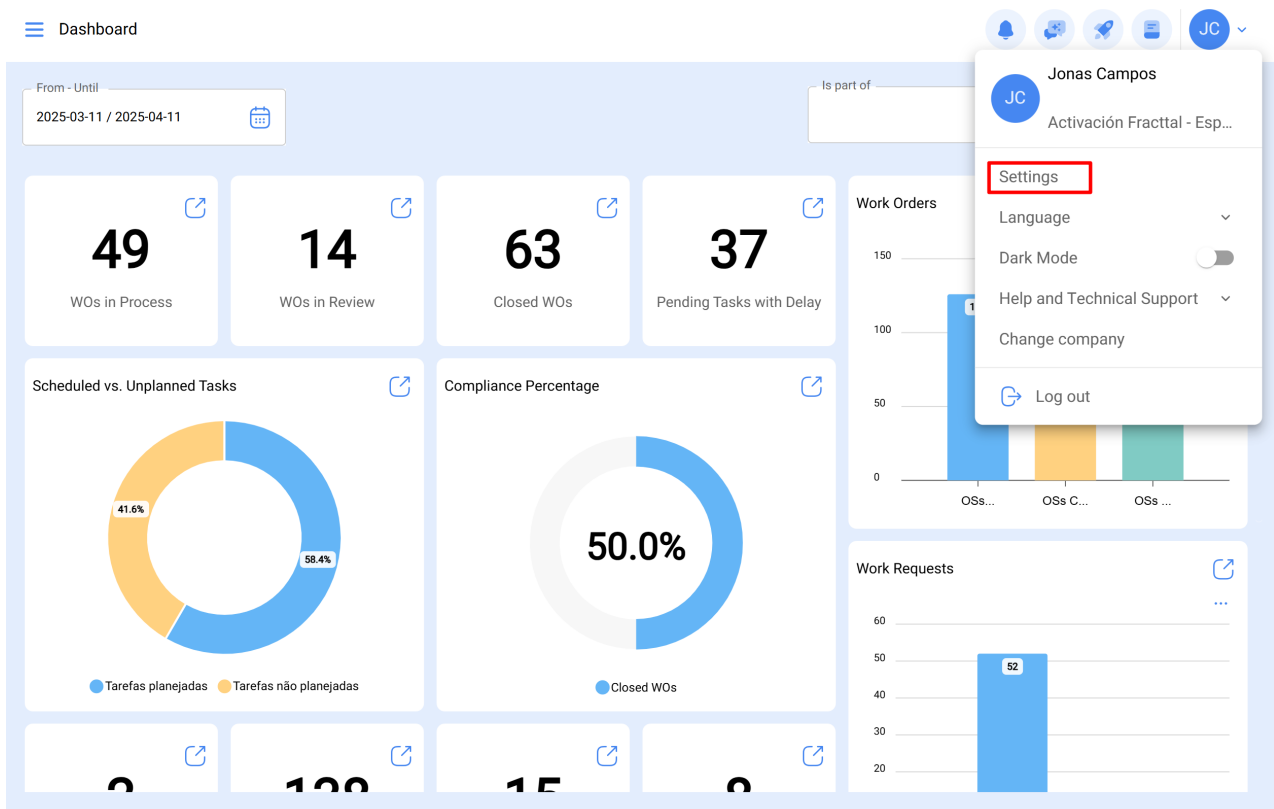 Dashboard
JC
From - Until
2025-03-11 / 2025-04-11
Is part of
JC
Jonas Campos
Activación Fracttal - Esp...
Settings
Language
Dark Mode
Help and Technical Support
Change company
Log out
49
WOs in Process
14
WOs in Review
63
Closed WOs
37
Pending Tasks with Delay
Work Orders
150
100
50
0
1
OSs...
OSs C...
OSs ...
Scheduled vs. Unplanned Tasks
41.6%
58.4%
Tarefas planejadas
Tarefas não planejadas
Compliance Percentage
50.0%
Closed WOs
Work Requests
...
60
50
40
30
20
52
15